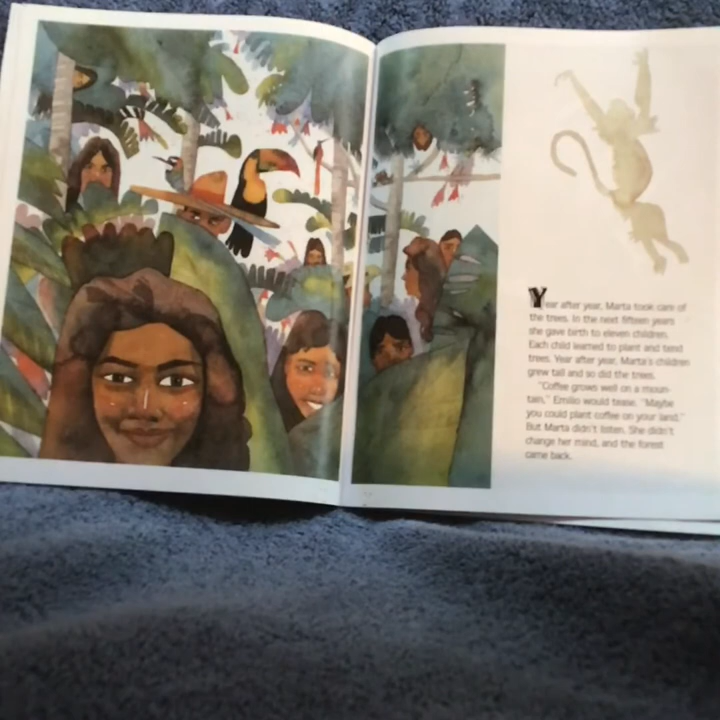 Year after year, Marta took care of
the trees. In the next fifteen years
she gave birth to eleven children.
Each child learned to plant and tend
trees. Year after year, Marta's children
grew tall and so did the trees.
"Coffee grows well on a moun-
tain," Emilio would tease. "Maybe
you could plant coffee on your land."
But Marta didn't listen. She didn't
change her mind, and the forest
came back.